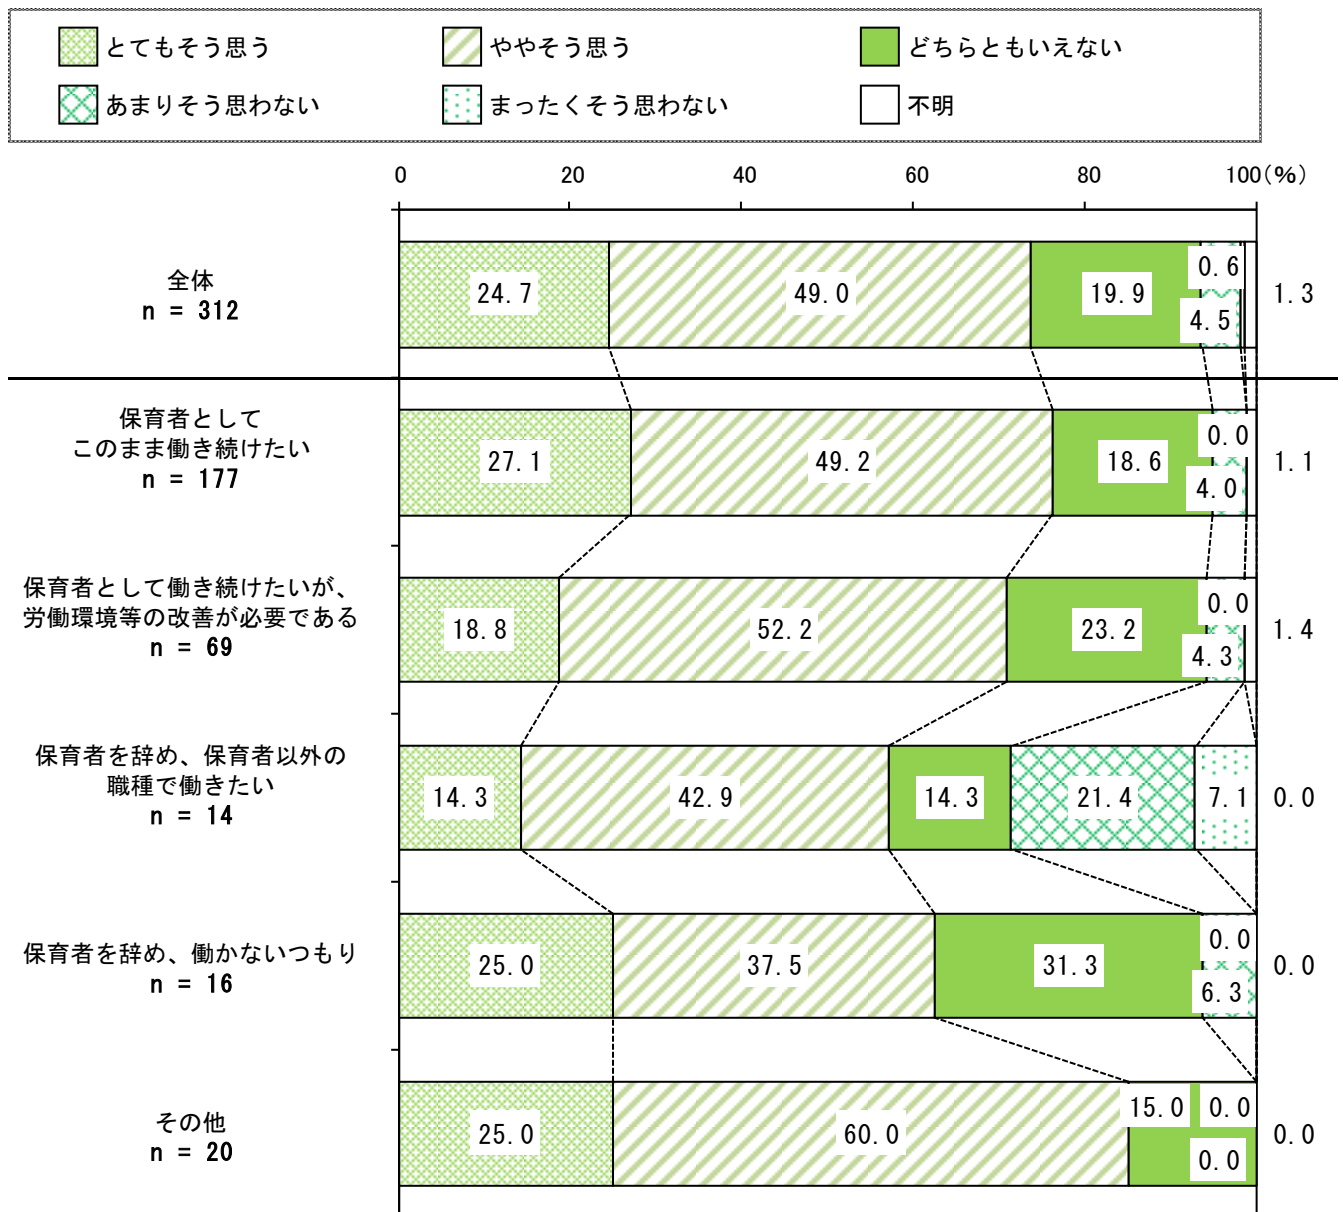 とてもそう思う ややそう思う どちらともいえない
あまりそう思わない まったくそう思わない 不明
0 20 40 60 80 100(%)
全体
n = 312
24.7 49.0 19.9 0.6 4.5 1.3
保育者として
このまま働き続けたい
n = 177
27.1 49.2 18.6 0.0 4.0 1.1
保育者として働き続けたいが、
労働環境等の改善が必要である
n = 69
18.8 52.2 23.2 0.0 4.3 1.4
保育者を辞め、保育者以外の
職種で働きたい
n = 14
14.3 42.9 14.3 21.4 7.1 0.0
保育者を辞め、働かないつもり
n = 16
25.0 37.5 31.3 0.0 6.3 0.0
その他
n = 20
25.0 60.0 15.0 0.0 0.0 0.0